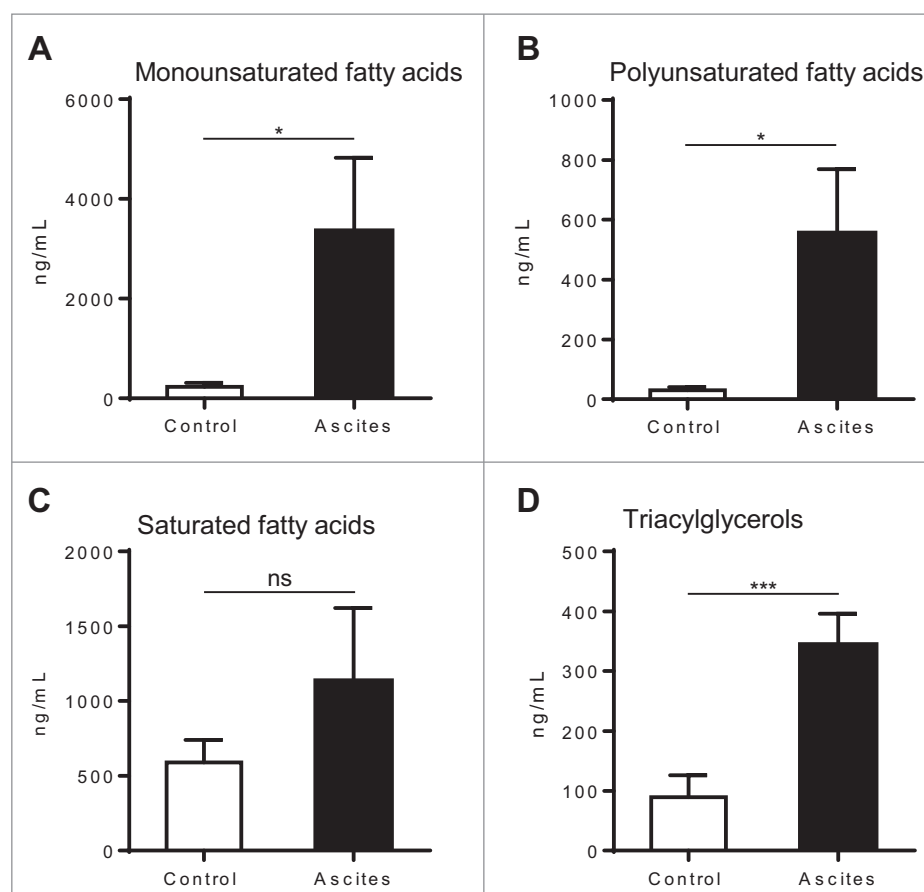 A
Monounsaturated fatty acids
6000
4000
2000
0
ng/mL
*
Control
Ascites
B
Polyunsaturated fatty acids
1000
800
600
400
200
0
ng/mL
*
Control
Ascites
C
Saturated fatty acids
2000
1500
1000
500
0
ng/mL
ns
Control
Ascites
D
Triacylglycerols
500
400
300
200
100
0
ng/mL
***
Control
Ascites